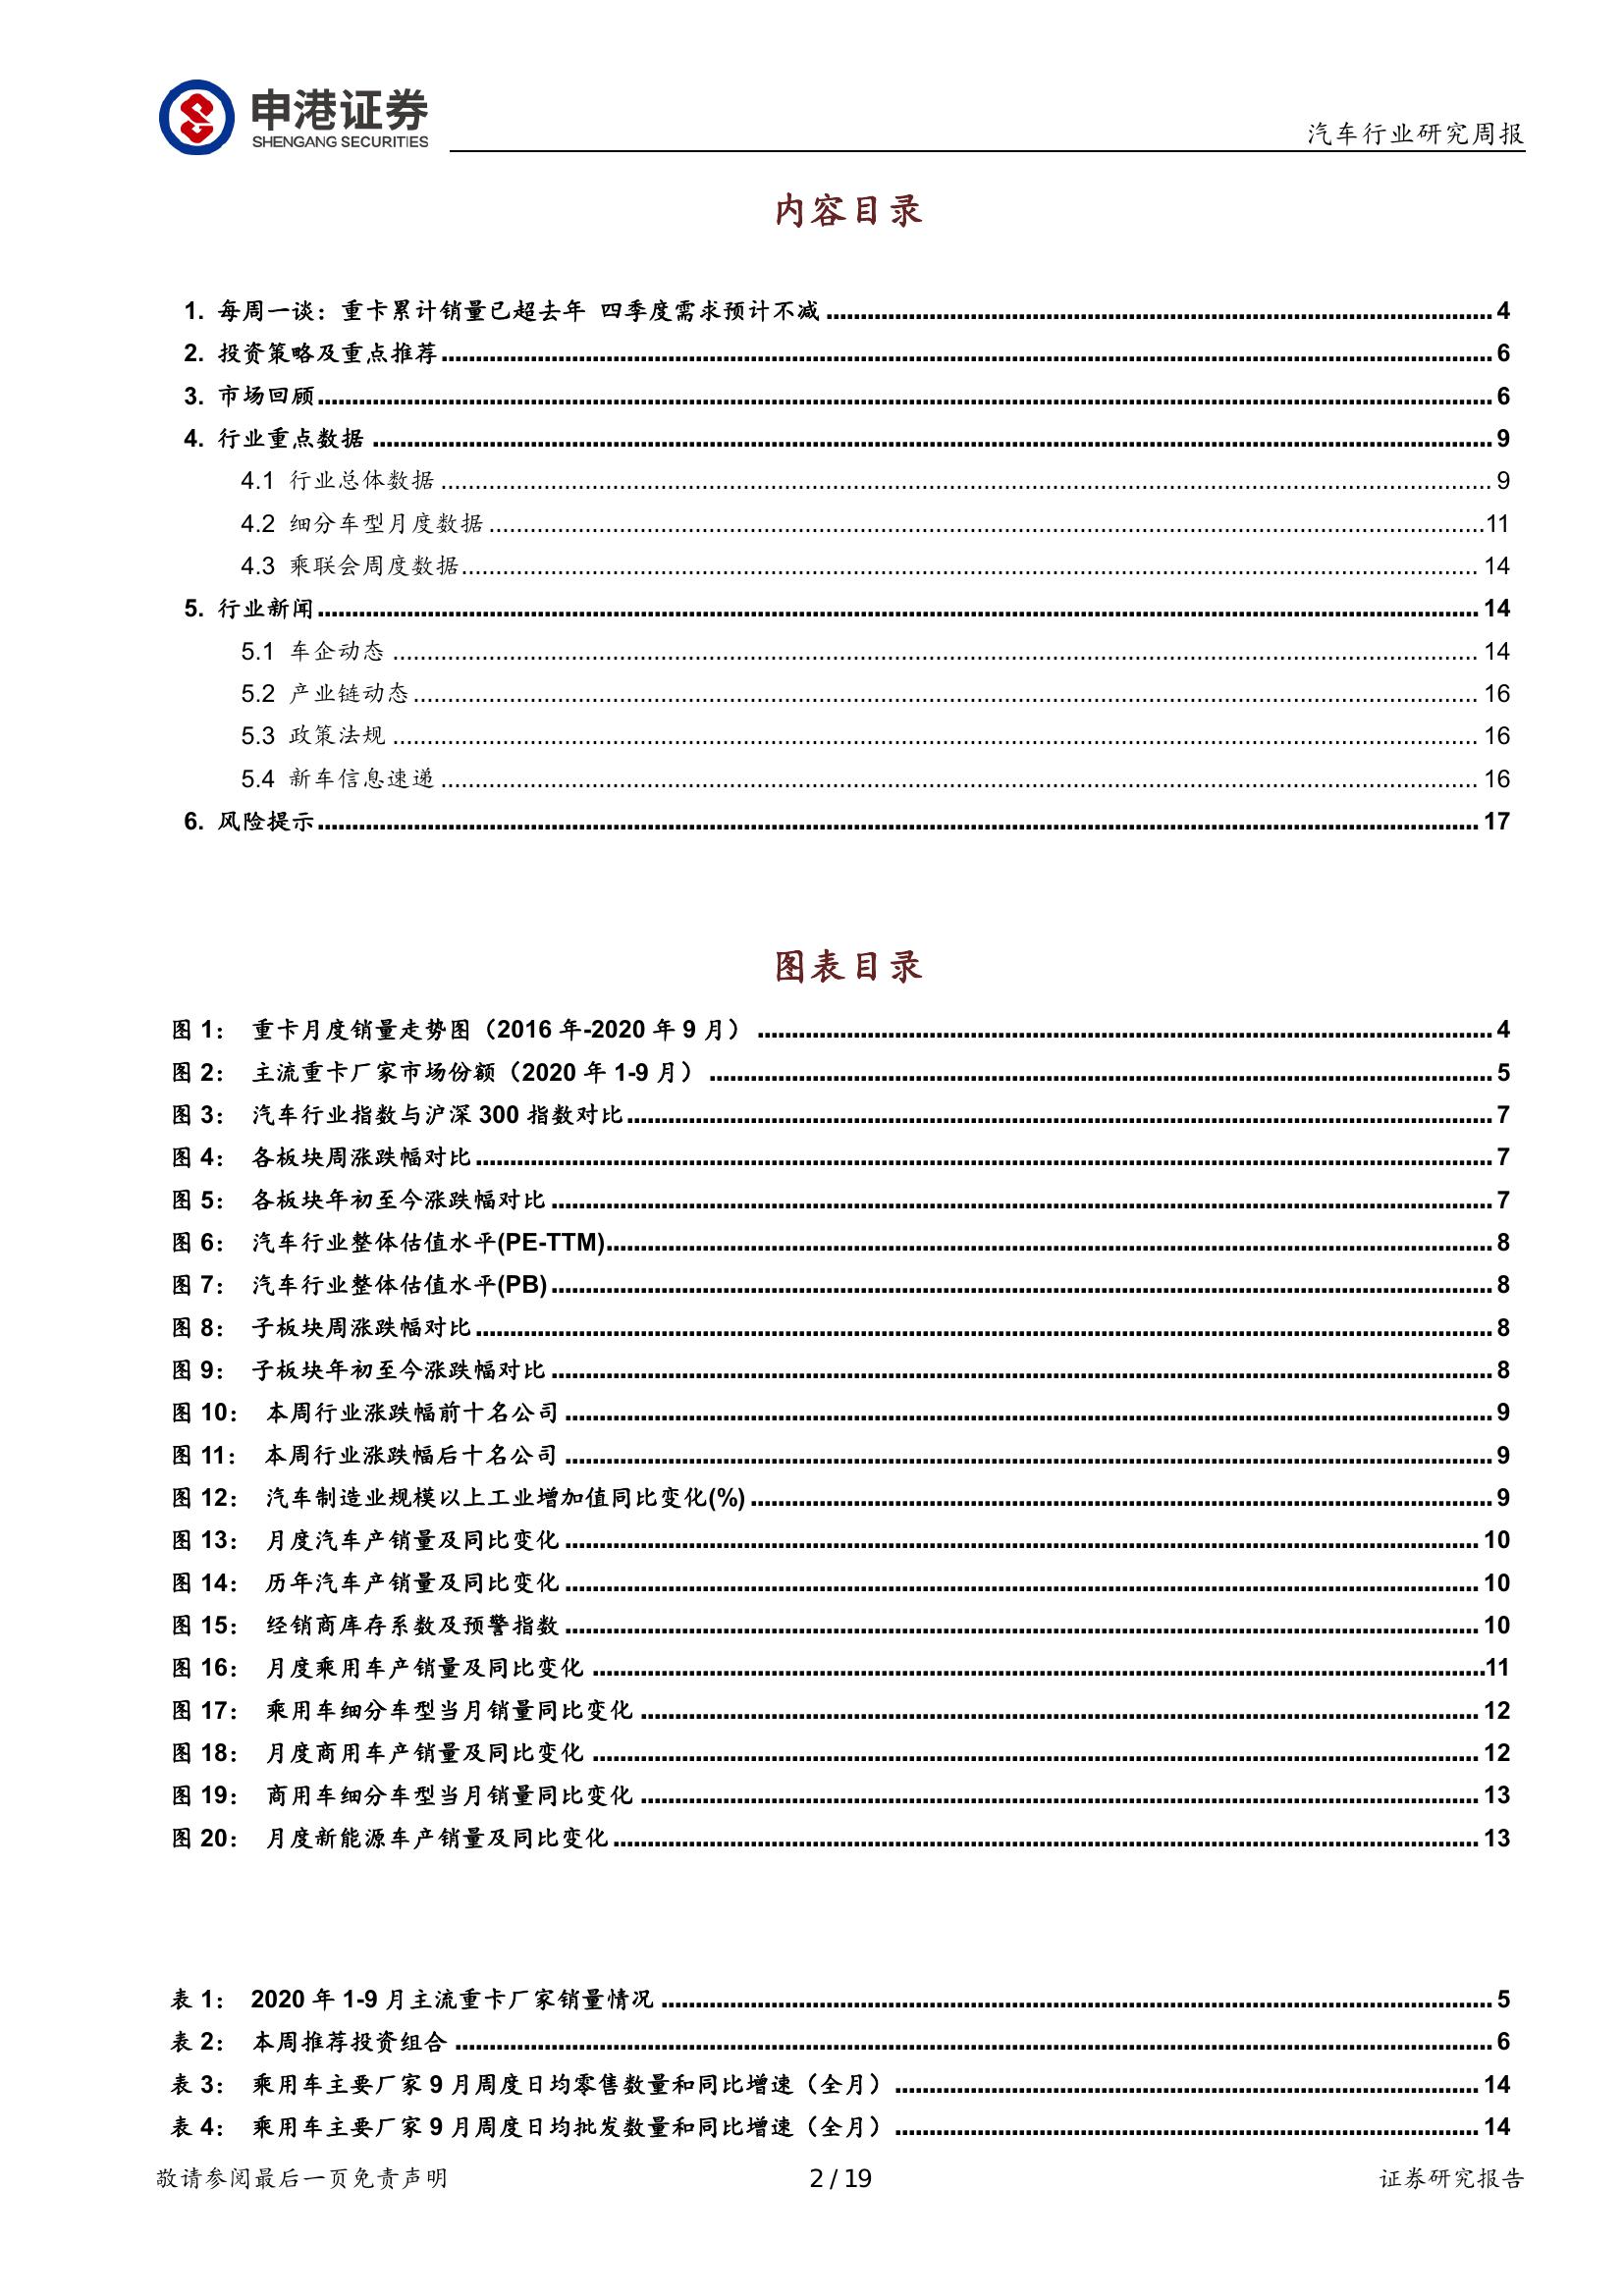 申港证券
SHENGANG SECURITIES
汽车行业研究周报
内容目录
1. 每周一谈：重卡累计销量已超去年 四季度需求预计不减 4
2. 投资策略及重点推荐 6
3. 市场回顾 6
4. 行业重点数据 9
4.1 行业总体数据 9
4.2 细分车型月度数据 11
4.3 乘联会周度数据 14
5. 行业新闻 14
5.1 车企动态 14
5.2 产业链动态 16
5.3 政策法规 16
5.4 新车信息速递 16
6. 风险提示 17
图表目录
图 1： 重卡月度销量走势图（2016 年-2020 年 9 月） 4
图 2： 主流重卡厂家市场份额（2020 年 1-9 月） 5
图 3： 汽车行业指数与沪深 300 指数对比 7
图 4： 各板块周涨跌幅对比 7
图 5： 各板块年初至今涨跌幅对比 7
图 6： 汽车行业整体估值水平(PE-TTM) 8
图 7： 汽车行业整体估值水平(PB) 8
图 8： 子板块周涨跌幅对比 8
图 9： 子板块年初至今涨跌幅对比 8
图 10： 本周行业涨跌幅前十名公司 9
图 11： 本周行业涨跌幅后十名公司 9
图 12： 汽车制造业规模以上工业增加值同比变化(%) 9
图 13： 月度汽车产销量及同比变化 10
图 14： 历年汽车产销量及同比变化 10
图 15： 经销商库存系数及预警指数 10
图 16： 月度乘用车产销量及同比变化 11
图 17： 乘用车细分车型当月销量同比变化 12
图 18： 月度商用车产销量及同比变化 12
图 19： 商用车细分车型当月销量同比变化 13
图 20： 月度新能源车产销量及同比变化 13
表 1： 2020 年 1-9 月主流重卡厂家销量情况 5
表 2： 本周推荐投资组合 6
表 3： 乘用车主要厂家 9 月周度日均零售数量和同比增速（全月） 14
表 4： 乘用车主要厂家 9 月周度日均批发数量和同比增速（全月） 14
敬请参阅最后一页免责声明 2 / 19 证券研究报告